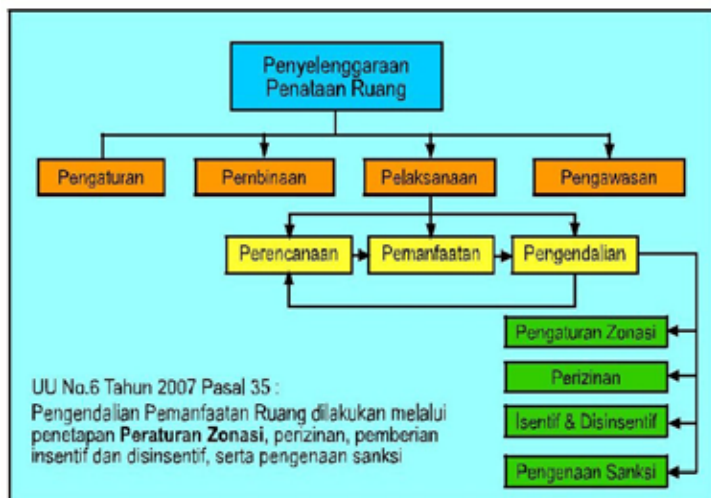 Penyelenggaraan
Penataan Ruang
Pengaturan
Pembinaan
Pelaksanaan
Pengawasan
Perencanaan
Pemanfaatan
Pengendalian
Pengaturan Zonasi
Perizinan
Isentif & Disinsentif
Pengenaan Sanksi
UU No.6 Tahun 2007 Pasal 35 :
Pengendalian Pemanfaatan Ruang dilakukan melalui
penetapan Peraturan Zonasi, perizinan, pemberian
insentif dan disinsentif, serta pengenaan sanksi